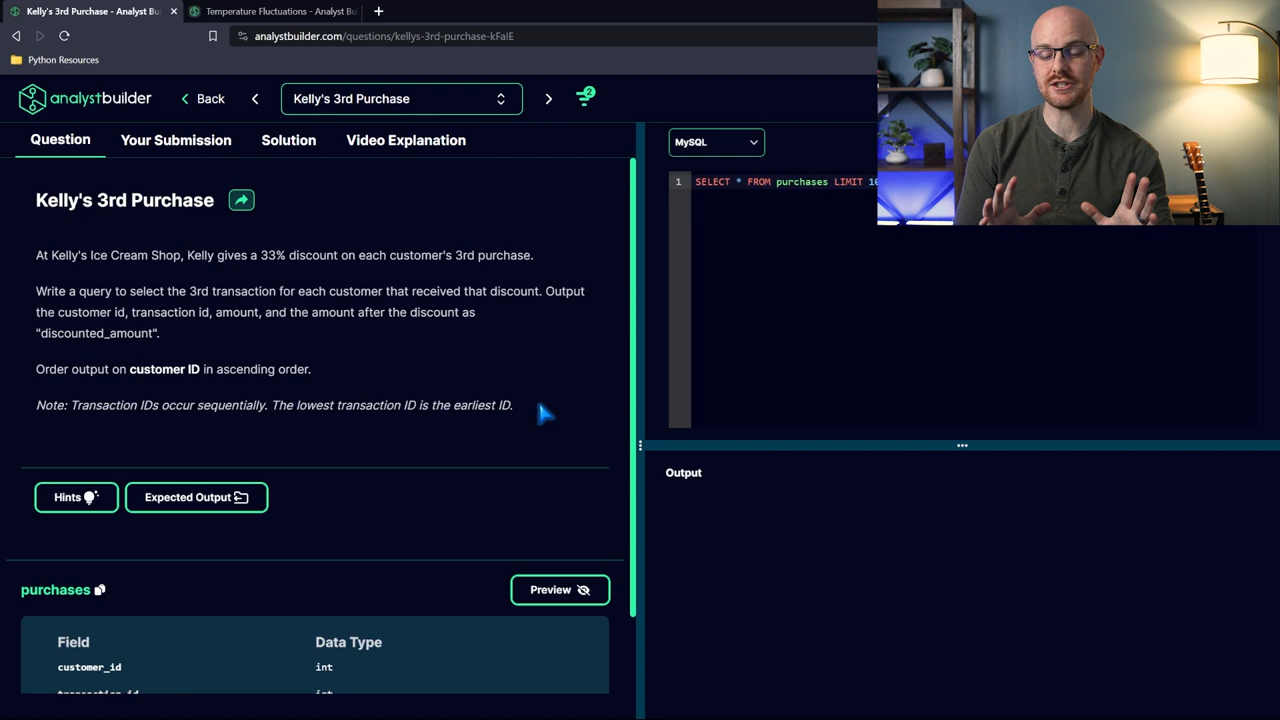 Kelly's 3rd Purchase - Analyst Bu
Temperature Fluctuations - Analyst Bu
analystbuilder.com/questions/kellys-3rd-purchase-kFaIE
Python Resources
analystbuilder
Back
Kelly's 3rd Purchase
2
Question
Your Submission
Solution
Video Explanation
MySQL
1 SELECT * FROM purchases LIMIT 10
Kelly's 3rd Purchase
At Kelly's Ice Cream Shop, Kelly gives a 33% discount on each customer's 3rd purchase.
Write a query to select the 3rd transaction for each customer that received that discount. Output
the customer id, transaction id, amount, and the amount after the discount as
"discounted_amount".
Order output on customer ID in ascending order.
Note: Transaction IDs occur sequentially. The lowest transaction ID is the earliest ID.
Hints
Expected Output
Output
purchases
Preview
Field Data Type
customer_id int
transaction_id int